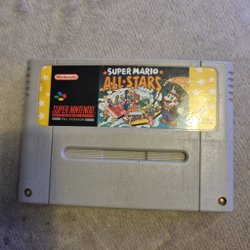 Nintendo
SUPER MARIO
ALL·STARS
SUPER NINTENDO
PAL VERSION